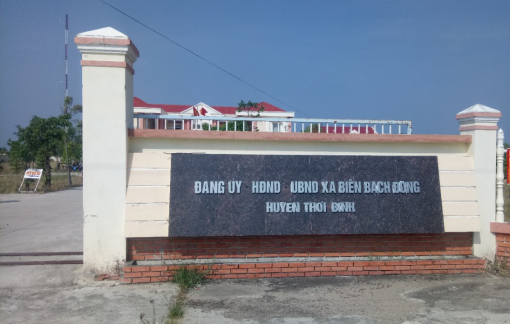 ĐẢNG ỦY - HĐND - UBND XÃ BIỂN BẠCH ĐÔNG
HUYỆN THỚI BÌNH